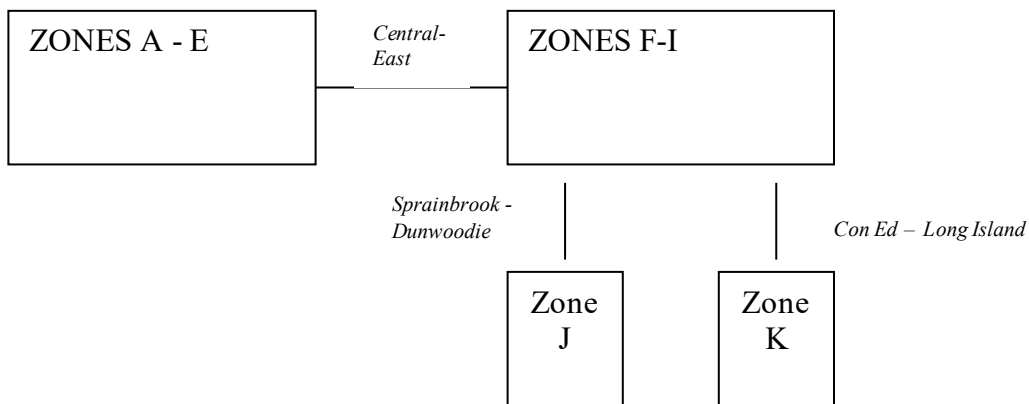 ZONES A - E
Central-
East
ZONES F-I
Sprainbrook -
Dunwoodie
Con Ed – Long Island
Zone
J
Zone
K